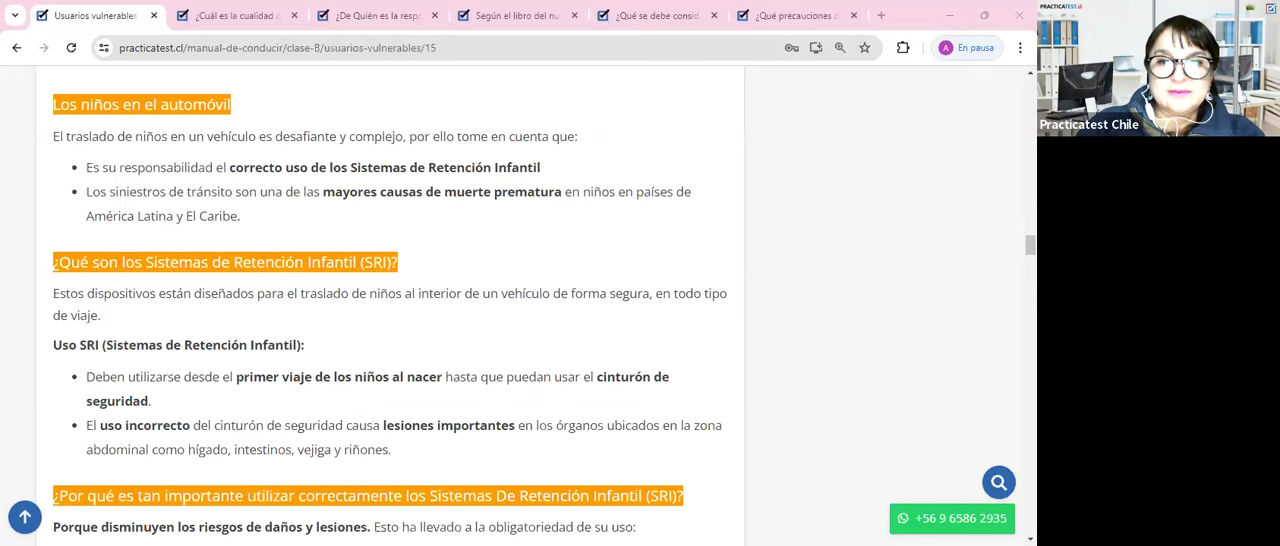 Usuarios vulnerables
¿Cuál es la cualidad d
¿De Quién es la resp
Según el libro del nu
¿Qué se debe consid
¿Qué precauciones d
practicatest.cl/manual-de-conducir/clase-B/usuarios-vulnerables/15
A En pausa
PRACTICATEST.cl
Practicatest Chile
Los niños en el automóvil
El traslado de niños en un vehículo es desafiante y complejo, por ello tome en cuenta que:
Es su responsabilidad el correcto uso de los Sistemas de Retención Infantil
Los siniestros de tránsito son una de las mayores causas de muerte prematura en niños en países de
América Latina y El Caribe.
¿Qué son los Sistemas de Retención Infantil (SRI)?
Estos dispositivos están diseñados para el traslado de niños al interior de un vehículo de forma segura, en todo tipo
de viaje.
Uso SRI (Sistemas de Retención Infantil):
Deben utilizarse desde el primer viaje de los niños al nacer hasta que puedan usar el cinturón de
seguridad.
El uso incorrecto del cinturón de seguridad causa lesiones importantes en los órganos ubicados en la zona
abdominal como hígado, intestinos, vejiga y riñones.
¿Por qué es tan importante utilizar correctamente los Sistemas De Retención Infantil (SRI)?
Porque disminuyen los riesgos de daños y lesiones. Esto ha llevado a la obligatoriedad de su uso:
+56 9 6586 2935